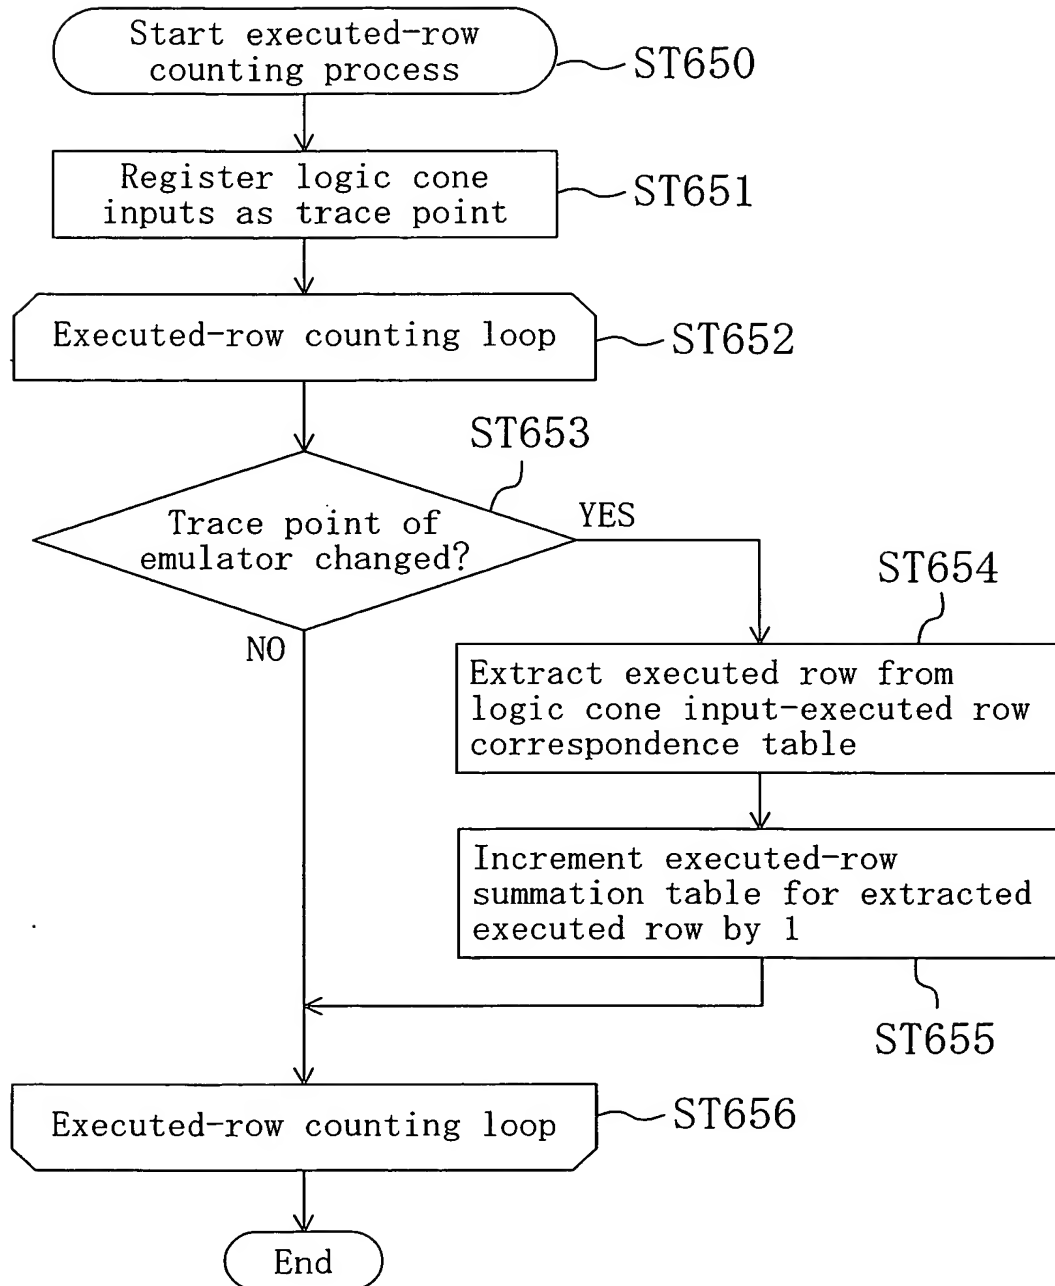 Start executed-row
counting process
ST650
Register logic cone
inputs as trace point
ST651
Executed-row counting loop
ST652
ST653
Trace point of
emulator changed?
YES
NO
ST654
Extract executed row from
logic cone input-executed row
correspondence table
Increment executed-row
summation table for extracted
executed row by 1
ST655
Executed-row counting loop
ST656
End